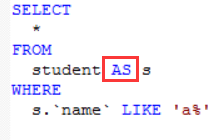 SELECT
*
FROM
student AS s
WHERE
s.`name` LIKE 'a%'